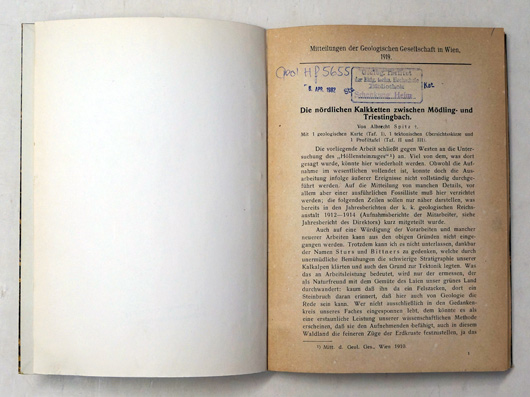 Mitteilungen der Geologischen Gesellschaft in Wien,
1919.
8. APR. 1982
Kat.
Die nördlichen Kalkketten zwischen Mödling- und
Triestingbach.
Von Albrecht Spitz †.
Mit 1 geologischen Karte (Taf. I), 1 tektonischen Übersichtsskizze und
1 Profiltafel (Taf. II und III)
Die vorliegende Arbeit schließt gegen Westen an die Unter-
suchung des „Höllensteinzuges“¹) an. Viel von dem, was dort
gesagt wurde, könnte hier wiederholt werden. Obwohl die Auf-
nahme im wesentlichen vollendet ist, konnte doch die Aus-
arbeitung infolge äußerer Ereignisse nicht vollständig durchge-
führt werden. Auf die Mitteilung von manchen Details, vor
allem aber einer ausführlichen Fossilliste muß hier verzichtet
werden; die folgenden Zeilen sollen nur näher darstellen, was
bereits in den Jahresberichten der k. k. geologischen Reichs-
anstalt 1912—1914 (Aufnahmsberichte der Mitarbeiter, siehe
Jahresbericht des Direktors) kurz mitgeteilt wurde.
Auch auf eine Würdigung der Vorarbeiten und mancher
neuerer Arbeiten kann aus den obigen Gründen nicht einge-
gangen werden. Trotzdem kann ich es nicht unterlassen, dankbar
der Namen Sturs und Bittners zu gedenken, welche durch
unermüdliche Bemühungen die schwierige Stratigraphie unserer
Kalkalpen klärten und auch den Grund zur Tektonik legten. Was
das an Arbeitsleistung bedeutet, wird nur der ermessen, der
als Naturfreund mit dem Gemüte des Laien unser grünes Land
durchwandert; kaum daß ihn da ein Felszacken, dort ein
Steinbruch daran erinnert, daß hier auch von Geologie die
Rede sein kann. Wer nicht ausschließlich in den Gedanken-
kreis unseres Faches eingesponnen lebt, dem könnte es als
eine erstaunliche Leistung unserer wissenschaftlichen Methode
erscheinen, daß sie den Aufnehmenden befähigt, auch in diesem
Waldland die feineren Züge der Erdkruste festzustellen, ja das
¹) Mitt. d. Geol. Ges., Wien 1910.